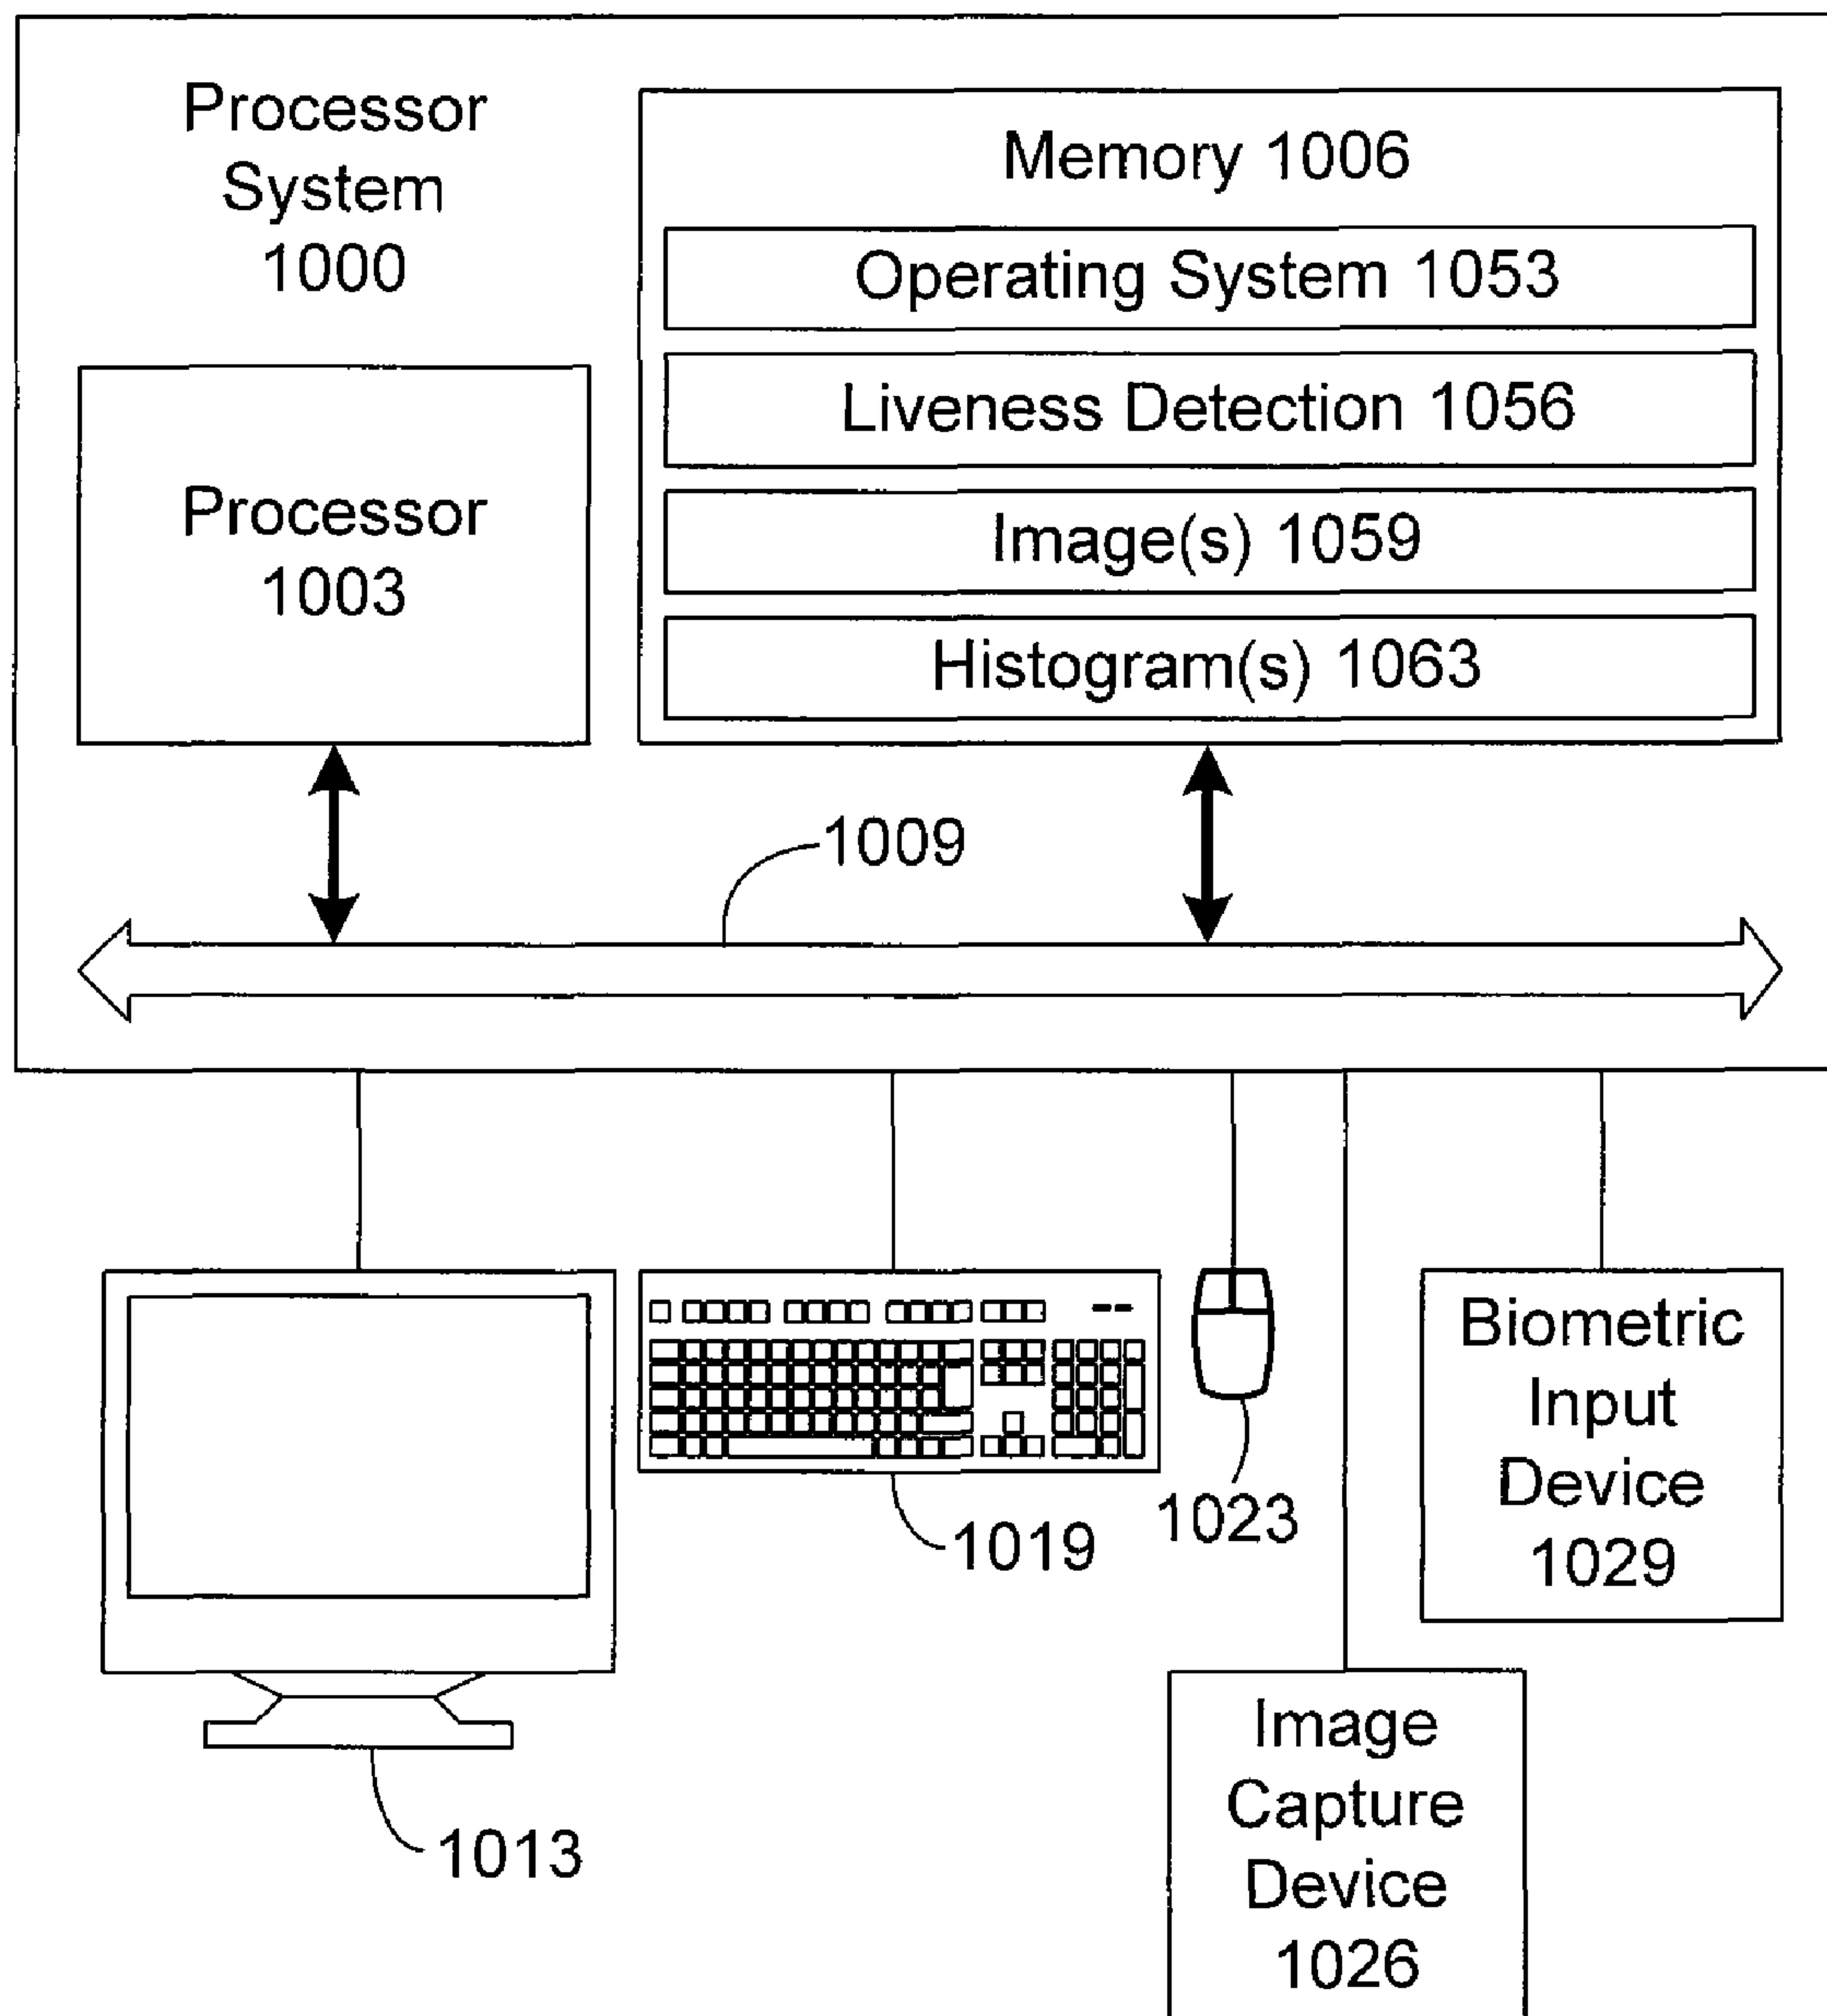 Processor
System
1000
Memory 1006
Operating System 1053
Liveness Detection 1056
Image(s) 1059
Histogram(s) 1063
Processor
1003
1009
Biometric
Input
Device
1029
1023
1019
Image
Capture
Device
1026
1013